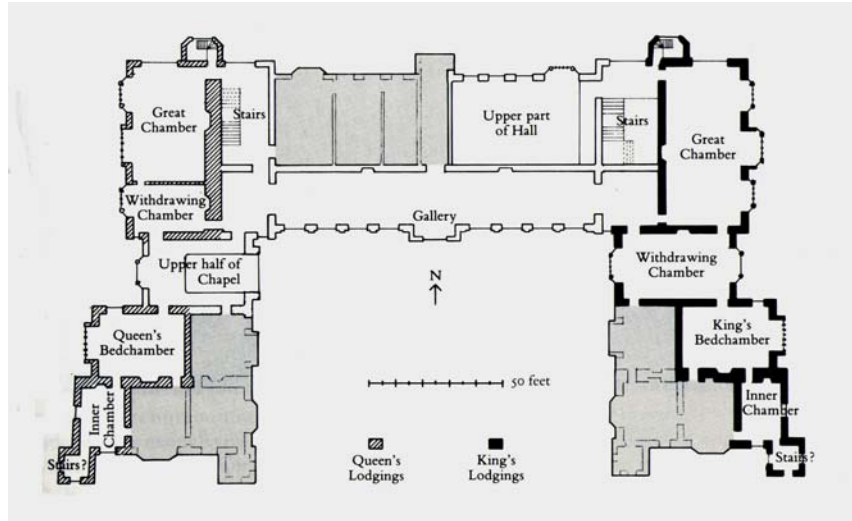 Great
Chamber
Stairs
Upper part
of Hall
Stairs
Great
Chamber
Withdrawing
Chamber
Gallery
Upper half of
Chapel
Withdrawing
Chamber
N
Queen's
Bedchamber
King's
Bedchamber
50 feet
Inner
Chamber
Inner
Chamber
Stairs?
Queen's
Lodgings
King's
Lodgings
Stairs?